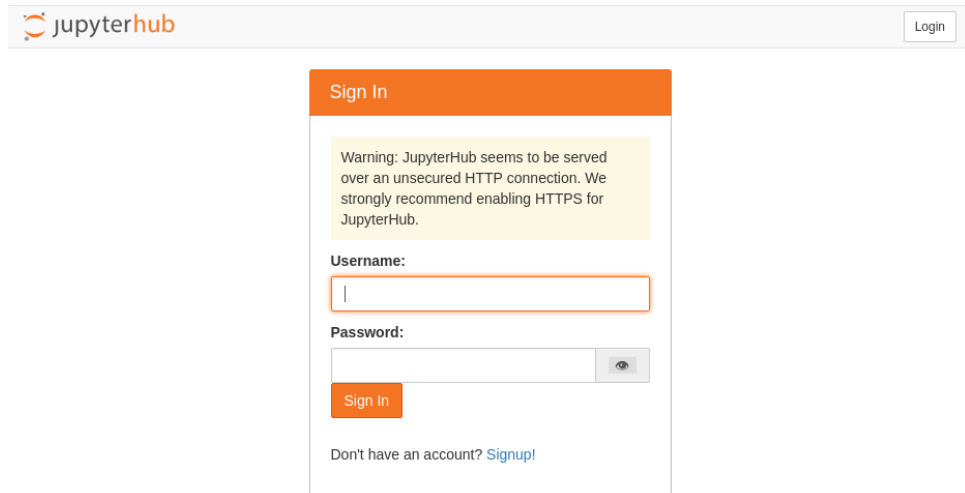 jupyterhub
Login
Sign In
Warning: JupyterHub seems to be served
over an unsecured HTTP connection. We
strongly recommend enabling HTTPS for
JupyterHub.
Username:
Password:
Sign In
Don't have an account? Signup!